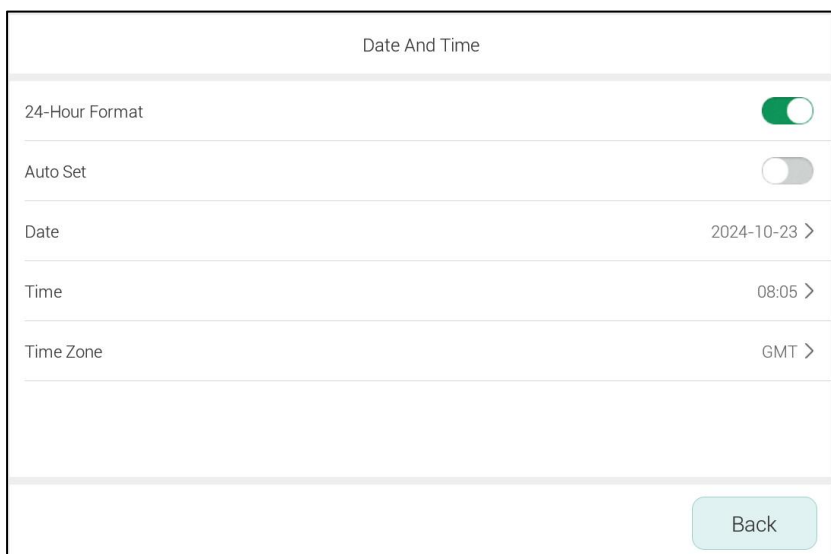 Date And Time
24-Hour Format
Auto Set
Date 2024-10-23
Time 08:05
Time Zone GMT
Back